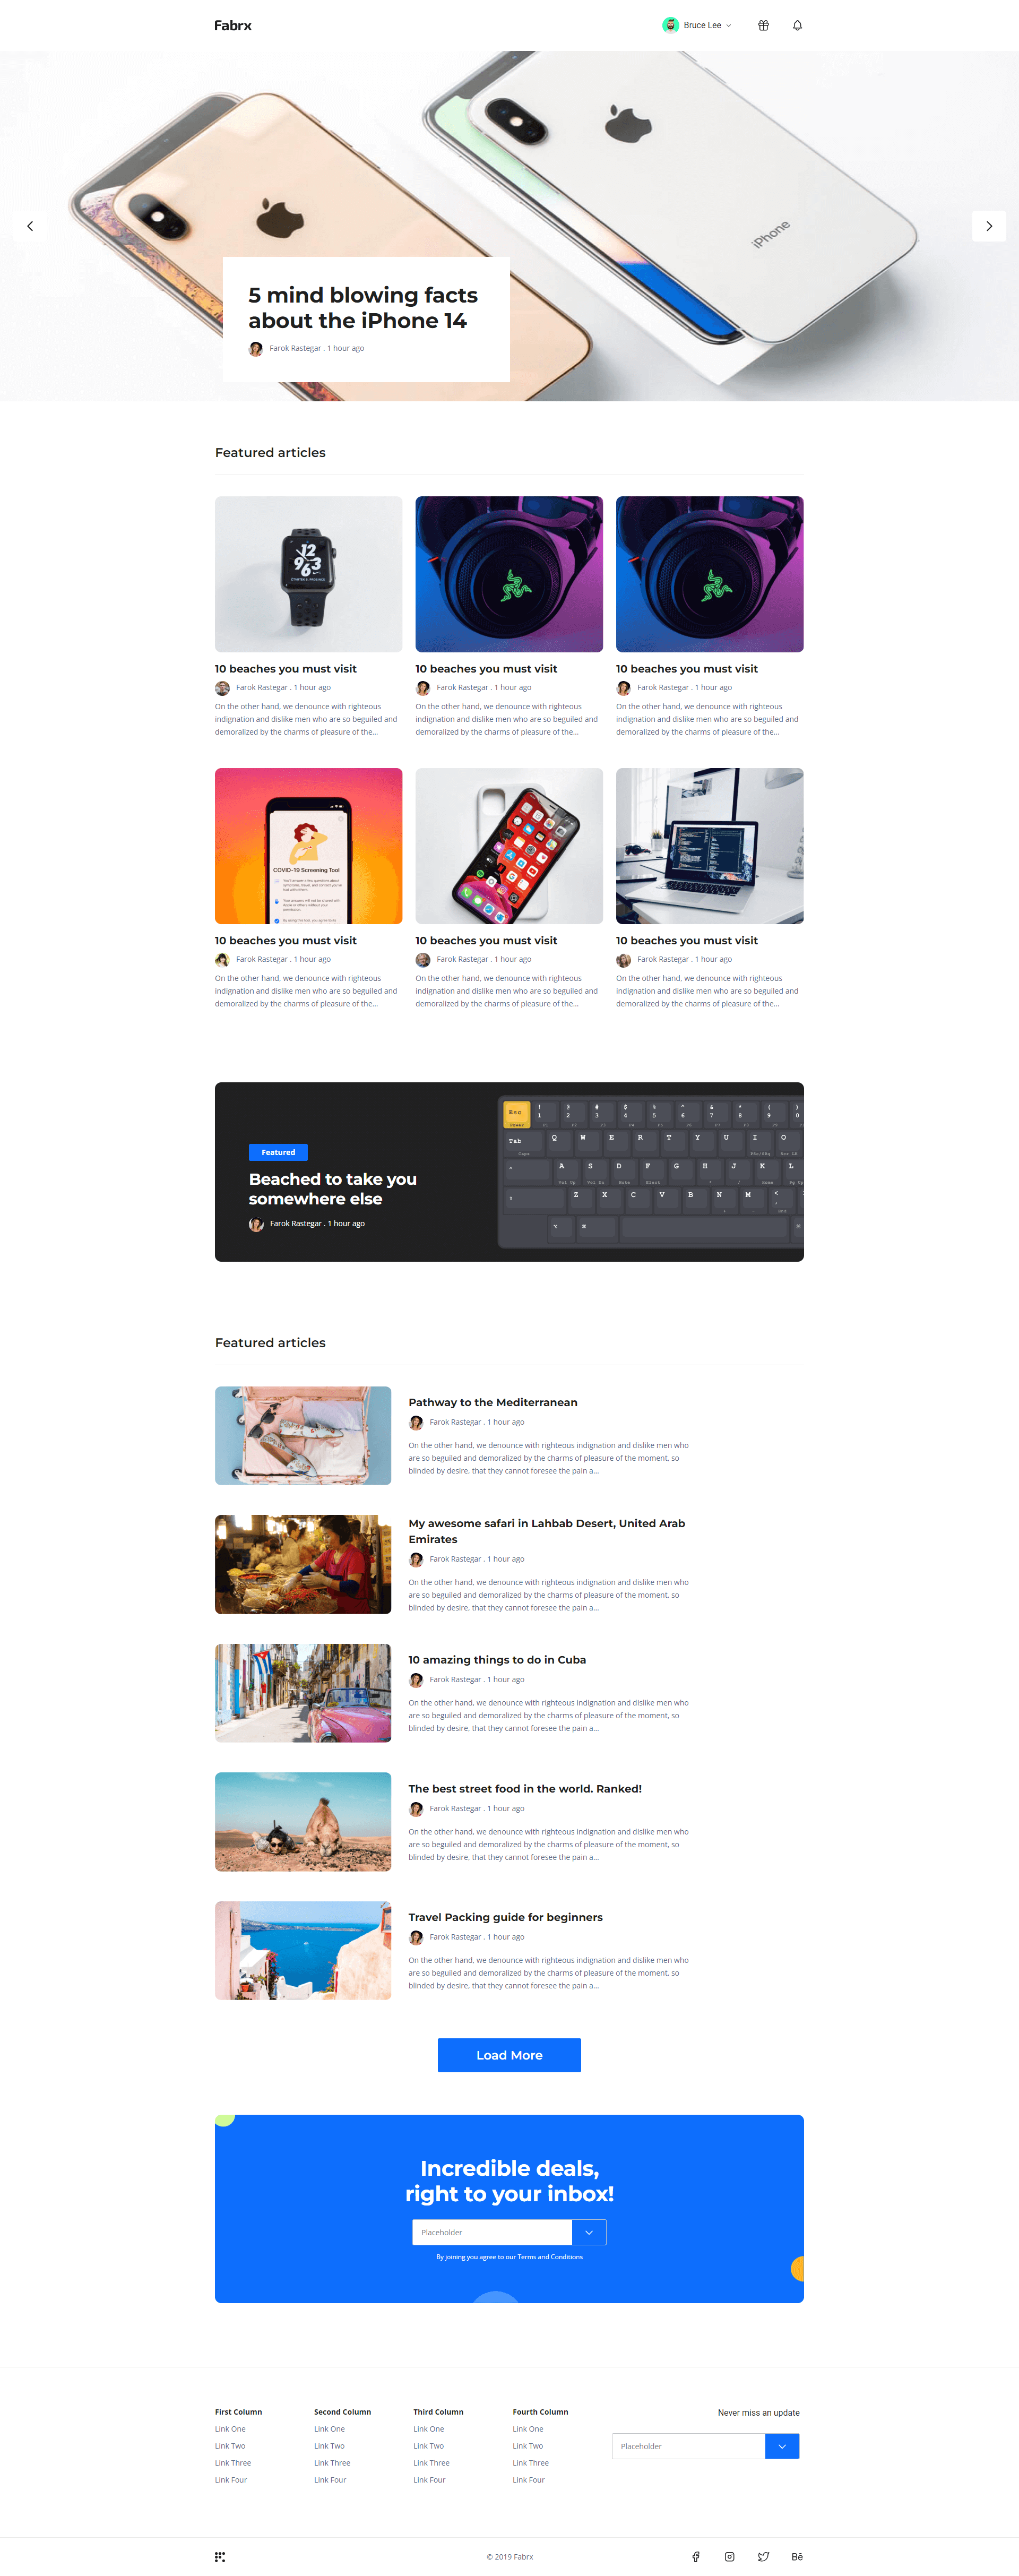 Fabrx
Bruce Lee
iPhone
5 mind blowing facts
about the iPhone 14
Farok Rastegar . 1 hour ago
Featured articles
10 beaches you must visit
Farok Rastegar . 1 hour ago
On the other hand, we denounce with righteous
indignation and dislike men who are so beguiled and
demoralized by the charms of pleasure of the...
10 beaches you must visit
Farok Rastegar . 1 hour ago
On the other hand, we denounce with righteous
indignation and dislike men who are so beguiled and
demoralized by the charms of pleasure of the...
10 beaches you must visit
Farok Rastegar . 1 hour ago
On the other hand, we denounce with righteous
indignation and dislike men who are so beguiled and
demoralized by the charms of pleasure of the...
COVID-19 Screening Tool
10 beaches you must visit
Farok Rastegar . 1 hour ago
On the other hand, we denounce with righteous
indignation and dislike men who are so beguiled and
demoralized by the charms of pleasure of the...
10 beaches you must visit
Farok Rastegar . 1 hour ago
On the other hand, we denounce with righteous
indignation and dislike men who are so beguiled and
demoralized by the charms of pleasure of the...
10 beaches you must visit
Farok Rastegar . 1 hour ago
On the other hand, we denounce with righteous
indignation and dislike men who are so beguiled and
demoralized by the charms of pleasure of the...
Featured
Beached to take you
somewhere else
Farok Rastegar . 1 hour ago
Esc ! 1 @ 2 # 3 $ 4 % 5 ^ 6 & 7 * 8 ( 9 ) 0
Tab Q W E R T Y U I O
A S D F G H J K L
Z X C V B N M
Featured articles
Pathway to the Mediterranean
Farok Rastegar . 1 hour ago
On the other hand, we denounce with righteous indignation and dislike men who
are so beguiled and demoralized by the charms of pleasure of the moment, so
blinded by desire, that they cannot foresee the pain a...
My awesome safari in Lahbab Desert, United Arab
Emirates
Farok Rastegar . 1 hour ago
On the other hand, we denounce with righteous indignation and dislike men who
are so beguiled and demoralized by the charms of pleasure of the moment, so
blinded by desire, that they cannot foresee the pain a...
10 amazing things to do in Cuba
Farok Rastegar . 1 hour ago
On the other hand, we denounce with righteous indignation and dislike men who
are so beguiled and demoralized by the charms of pleasure of the moment, so
blinded by desire, that they cannot foresee the pain a...
The best street food in the world. Ranked!
Farok Rastegar . 1 hour ago
On the other hand, we denounce with righteous indignation and dislike men who
are so beguiled and demoralized by the charms of pleasure of the moment, so
blinded by desire, that they cannot foresee the pain a...
Travel Packing guide for beginners
Farok Rastegar . 1 hour ago
On the other hand, we denounce with righteous indignation and dislike men who
are so beguiled and demoralized by the charms of pleasure of the moment, so
blinded by desire, that they cannot foresee the pain a...
Load More
Incredible deals,
right to your inbox!
Placeholder
By joining you agree to our Terms and Conditions
First Column
Link One
Link Two
Link Three
Link Four
Second Column
Link One
Link Two
Link Three
Link Four
Third Column
Link One
Link Two
Link Three
Link Four
Fourth Column
Link One
Link Two
Link Three
Link Four
Never miss an update
Placeholder
© 2019 Fabrx